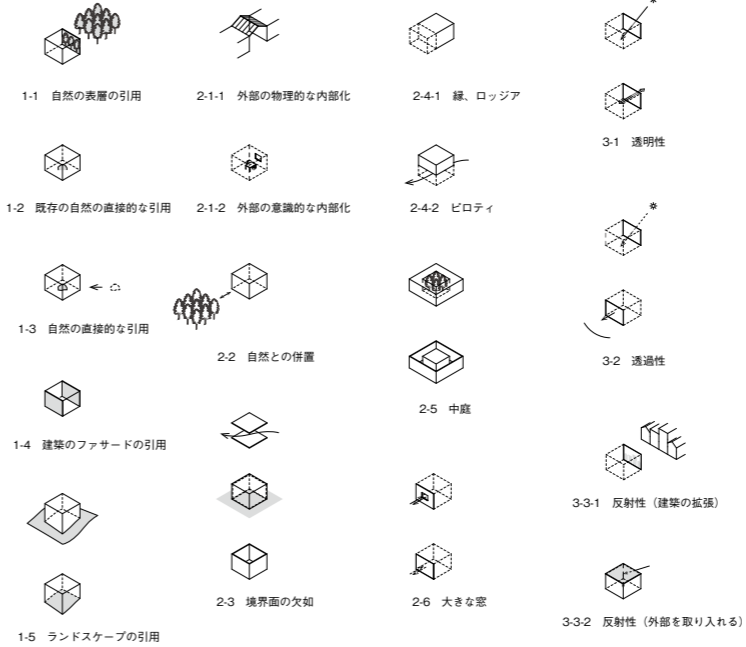 1-1 自然の表層の引用
1-2 既存の自然の直接的な引用
1-3 自然の直接的な引用
1-4 建築のファサードの引用
1-5 ランドスケープの引用
2-1-1 外部の物理的な内部化
2-1-2 外部の意識的な内部化
2-2 自然との併置
2-3 境界面の欠如
2-4-1 縁、ロッジア
2-4-2 ピロティ
2-5 中庭
2-6 大きな窓
3-1 透明性
3-2 透過性
3-3-1 反射性（建築の拡張）
3-3-2 反射性（外部を取り入れる）